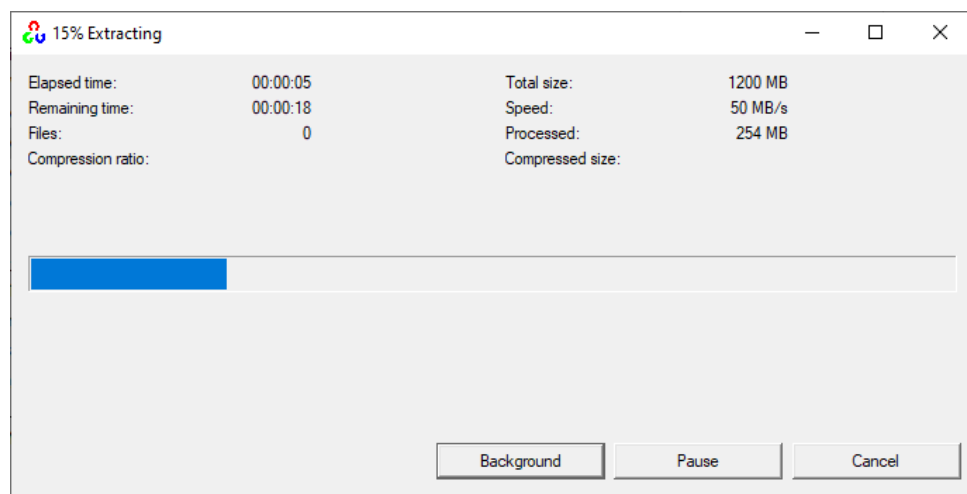 15% Extracting
Elapsed time: 00:00:05 Total size: 1200 MB
Remaining time: 00:00:18 Speed: 50 MB/s
Files: 0 Processed: 254 MB
Compression ratio: Compressed size:
Background Pause Cancel